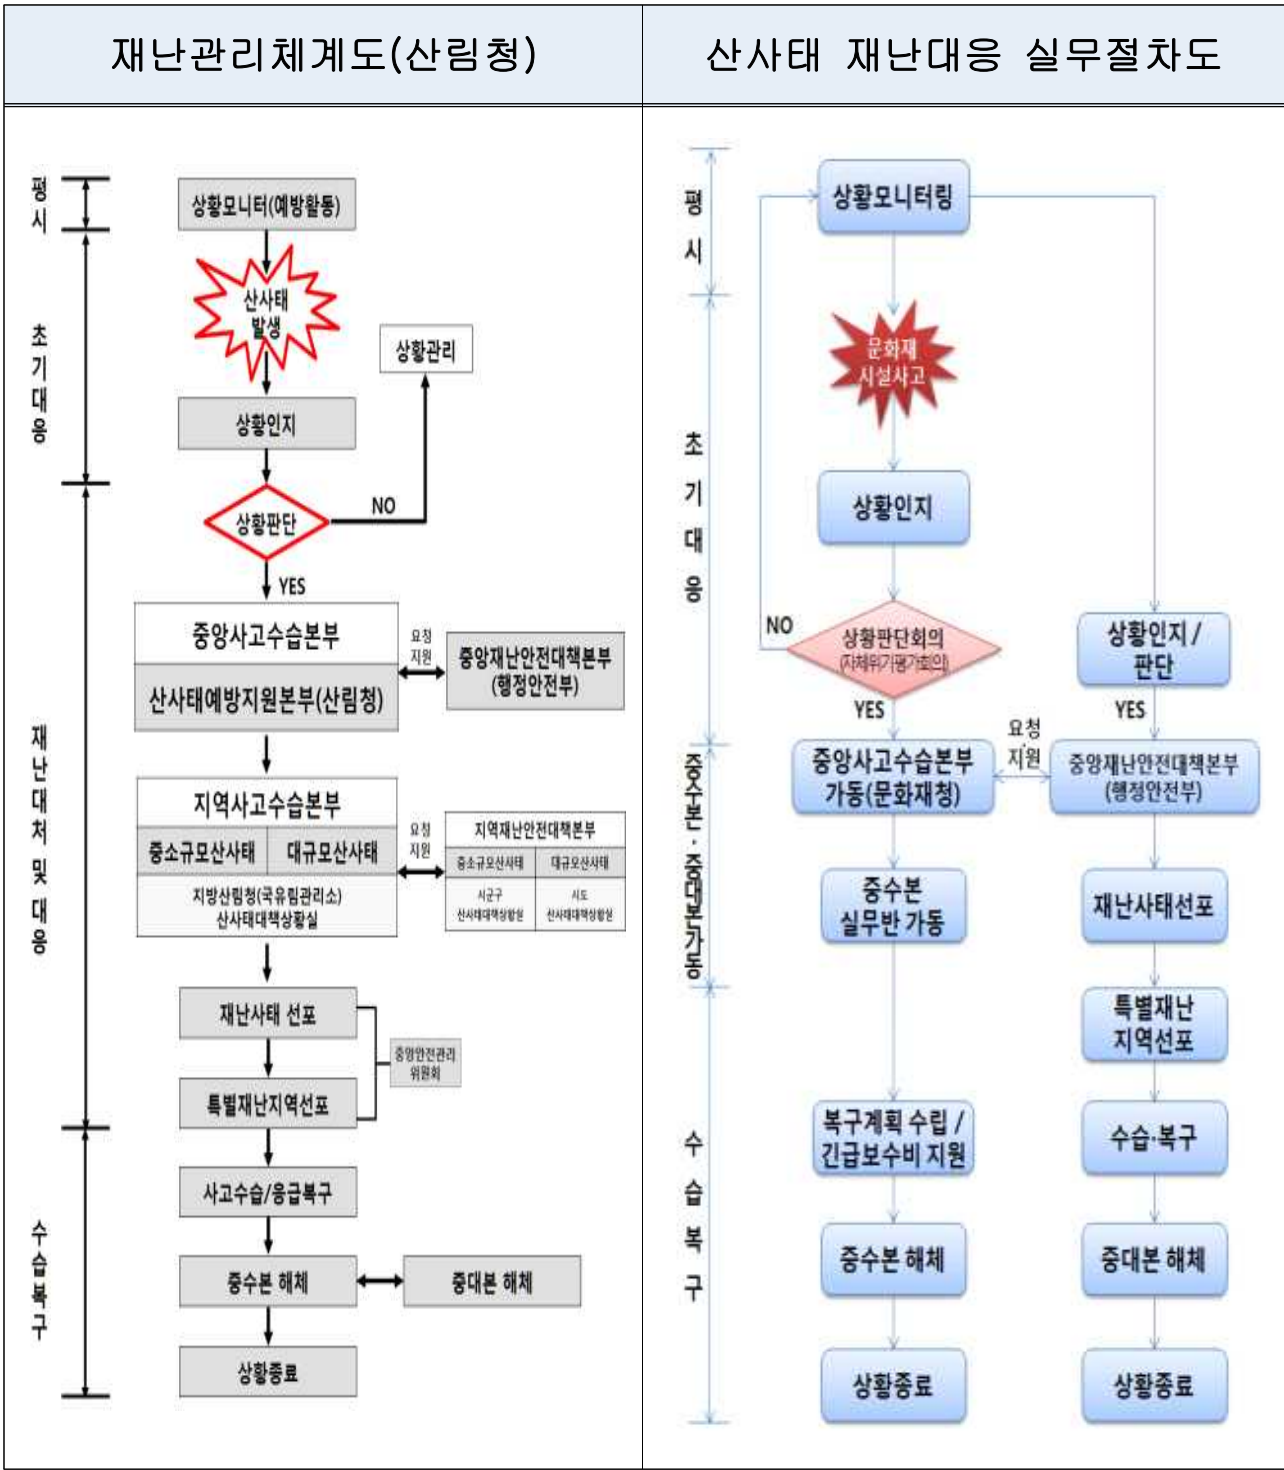 재난관리체계도(산림청)
평시
상황모니터(예방활동)
초기대응
산사태
발생
상황관리
상황인지
재난대처 및 대응
상황판단
NO
YES
중앙사고수습본부
산사태예방지원본부(산림청)
요청
지원
중앙재난안전대책본부
(행정안전부)
지역사고수습본부
중소규모산사태
대규모산사태
지방산림청(국유림관리소)
산사태대책상황실
요청
지원
지역재난안전대책본부
중소규모산사태
대규모산사태
시군구
산사태대책상황실
시도
산사태대책상황실
재난사태 선포
특별재난지역선포
중앙안전관리
위원회
수습복구
사고수습/응급복구
중수본 해체
중대본 해체
상황종료
산사태 재난대응 실무절차도
평시
상황모니터링
초기대응
문화재
시설사고
상황인지
상황판단회의
(자체위기평가회의)
NO
YES
상황인지 /
판단
YES
중수본·중대본가동
중앙사고수습본부
가동(문화재청)
요청
지원
중앙재난안전대책본부
(행정안전부)
중수본
실무반 가동
재난사태선포
수습복구
특별재난
지역선포
복구계획 수립 /
긴급보수비 지원
수습·복구
중수본 해체
중대본 해체
상황종료
상황종료